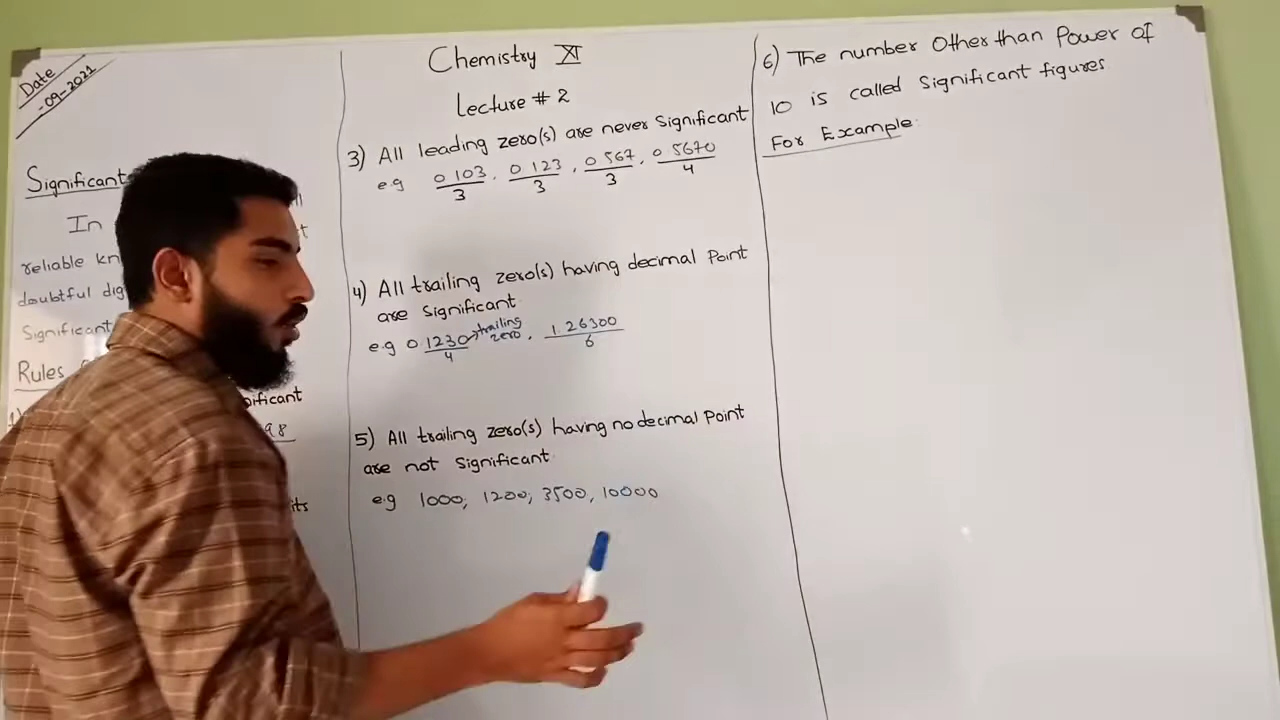 Date
-09-2021
Significant
In
reliable kn
doubtful dig
Significant
Rules
ificant
98
its
Chemistry XI
Lecture # 2
3) All leading zero(s) are never significant
e.g 0.103, 0.123, 0.567, 0.5670
3 3 3 4
4) All trailing zero(s) having decimal Point
are significant.
e.g 0.1230→trailing zero, 1.26300
4 6
5) All trailing zero(s) having no decimal Point
are not significant.
e.g 1000, 1200, 3500, 10000
6) The number Other than Power of
10 is called Significant figures
For Example.